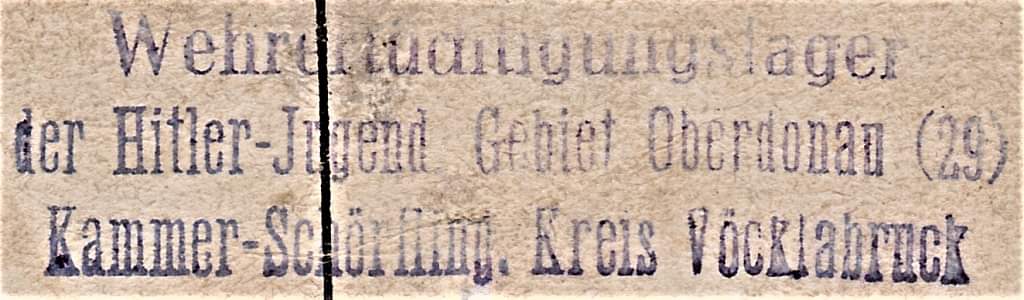 Wehrertüchtigungslager
der Hitler-Jugend Gebiet Oberdonau (29)
Kammer-Schörfling, Kreis Vöcklabruck